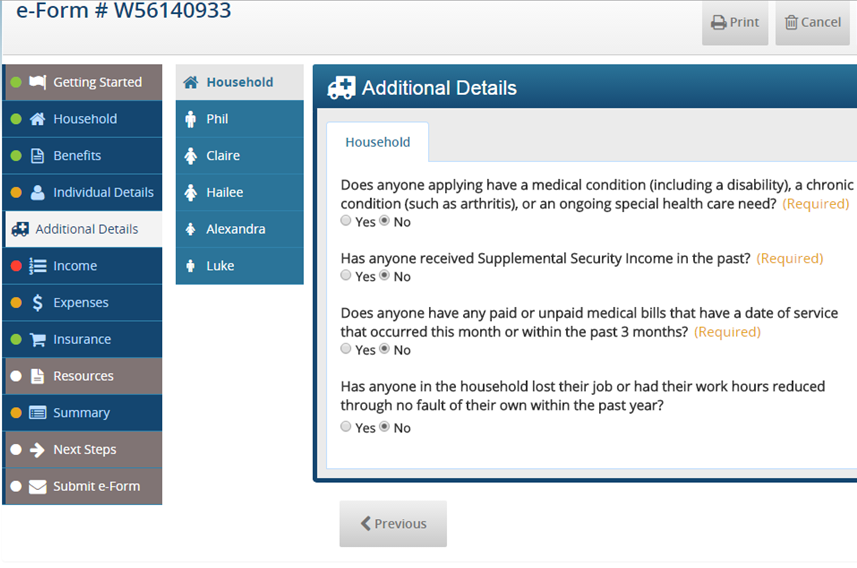 e-Form # W56140933
Print
Cancel
Getting Started
Household
Benefits
Individual Details
Additional Details
Income
Expenses
Insurance
Resources
Summary
Next Steps
Submit e-Form
Household
Phil
Claire
Hailee
Alexandra
Luke
Additional Details
Household
Does anyone applying have a medical condition (including a disability), a chronic
condition (such as arthritis), or an ongoing special health care need? (Required)
Yes No
Has anyone received Supplemental Security Income in the past? (Required)
Yes No
Does anyone have any paid or unpaid medical bills that have a date of service
that occurred this month or within the past 3 months? (Required)
Yes No
Has anyone in the household lost their job or had their work hours reduced
through no fault of their own within the past year?
Yes No
Previous